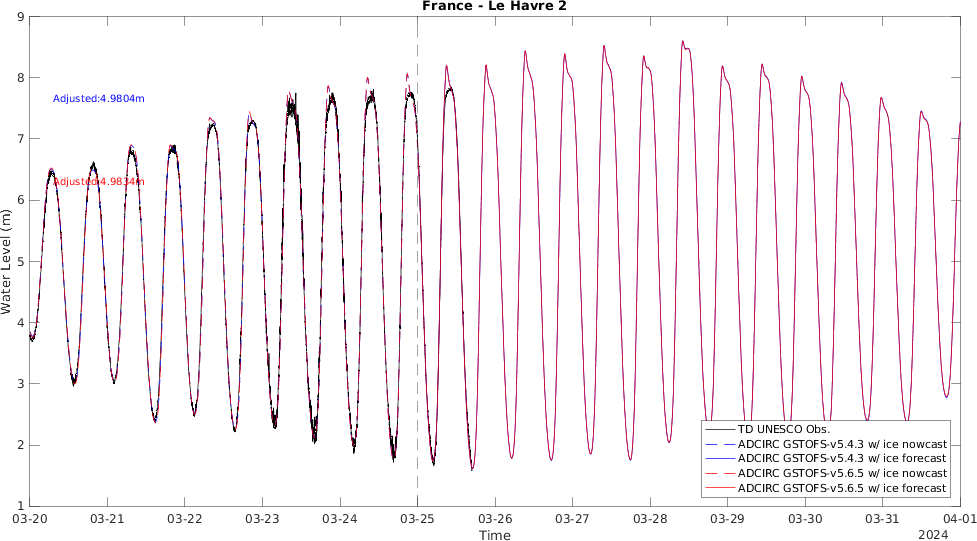 France - Le Havre 2
9
8
7
6
5
4
3
2
1
Water Level (m)
Adjusted:4.9804m
Adjusted:4.9834m
TD UNESCO Obs.
ADCIRC GSTOFS-v5.4.3 w/ ice nowcast
ADCIRC GSTOFS-v5.4.3 w/ ice forecast
ADCIRC GSTOFS-v5.6.5 w/ ice nowcast
ADCIRC GSTOFS-v5.6.5 w/ ice forecast
03-20 03-21 03-22 03-23 03-24 03-25 03-26 03-27 03-28 03-29 03-30 03-31 04-01
Time
2024